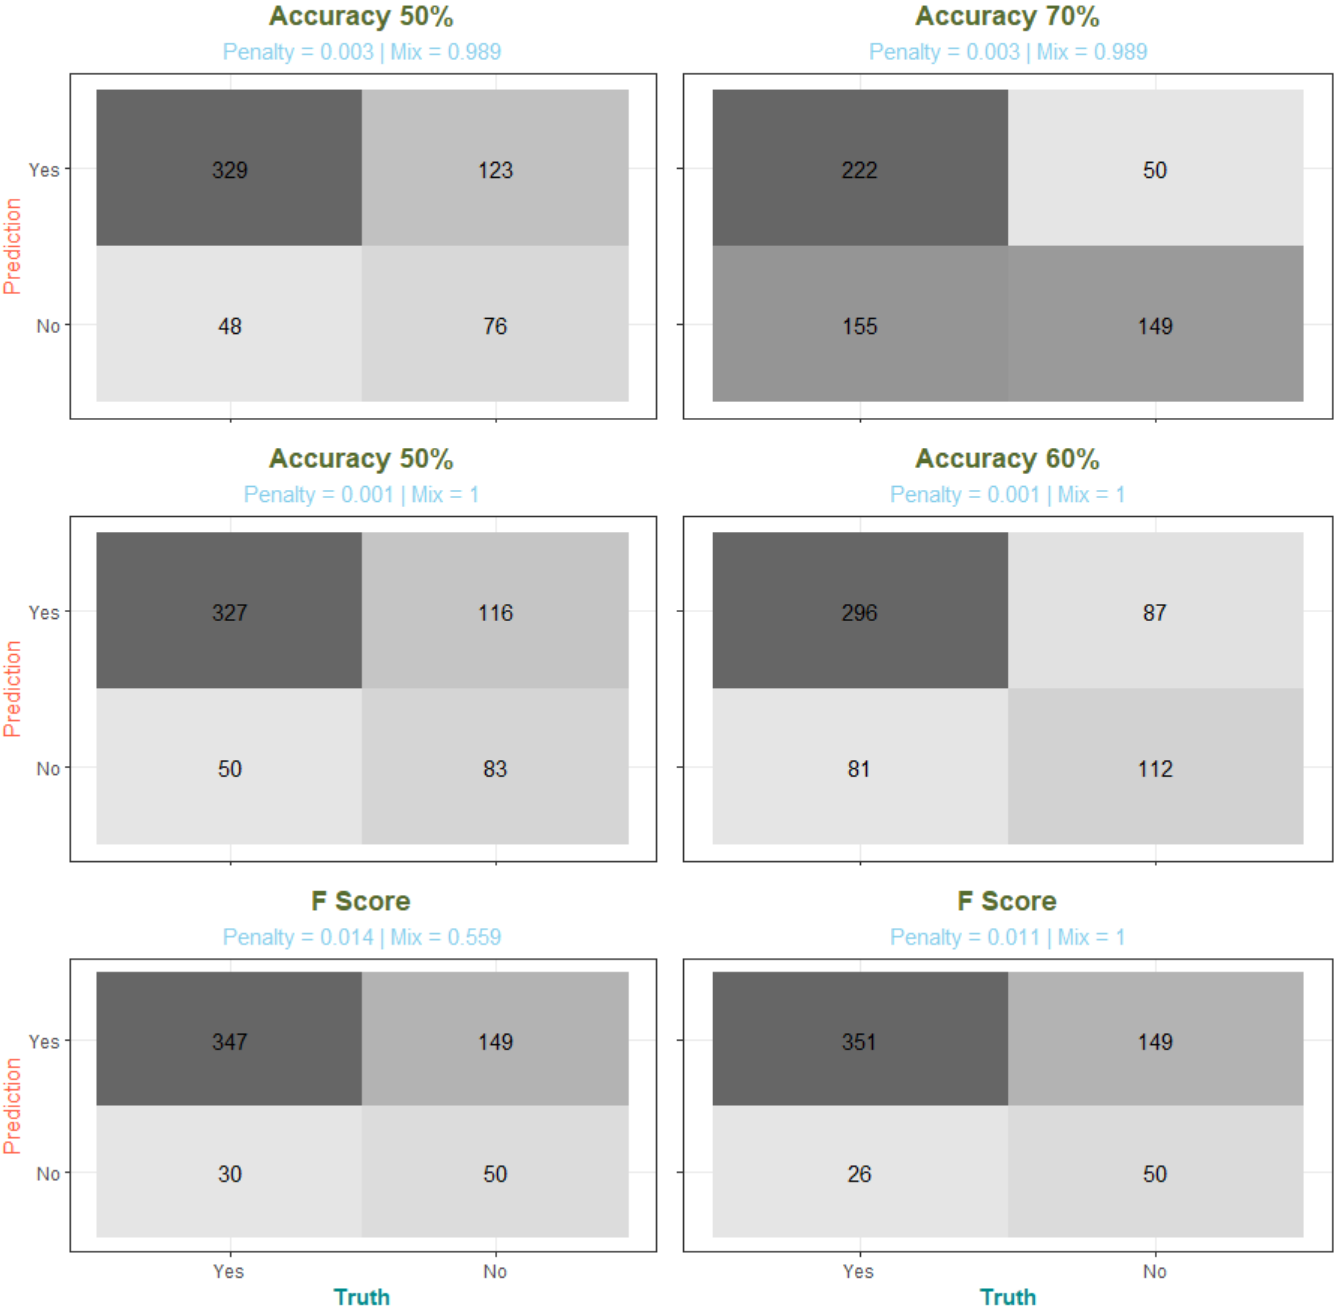 Accuracy 50%
Penalty = 0.003 | Mix = 0.989
Prediction
Yes
329
123
No
48
76
Accuracy 70%
Penalty = 0.003 | Mix = 0.989
222
50
155
149
Accuracy 50%
Penalty = 0.001 | Mix = 1
Prediction
Yes
327
116
No
50
83
Accuracy 60%
Penalty = 0.001 | Mix = 1
296
87
81
112
F Score
Penalty = 0.014 | Mix = 0.559
Prediction
Yes
347
149
No
30
50
Yes
No
Truth
F Score
Penalty = 0.011 | Mix = 1
351
149
26
50
Yes
No
Truth